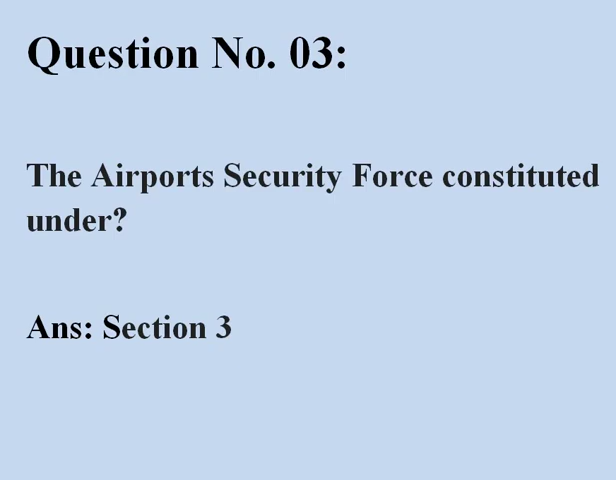 Question No. 03:
The Airports Security Force constituted
under?
Ans: Section 3